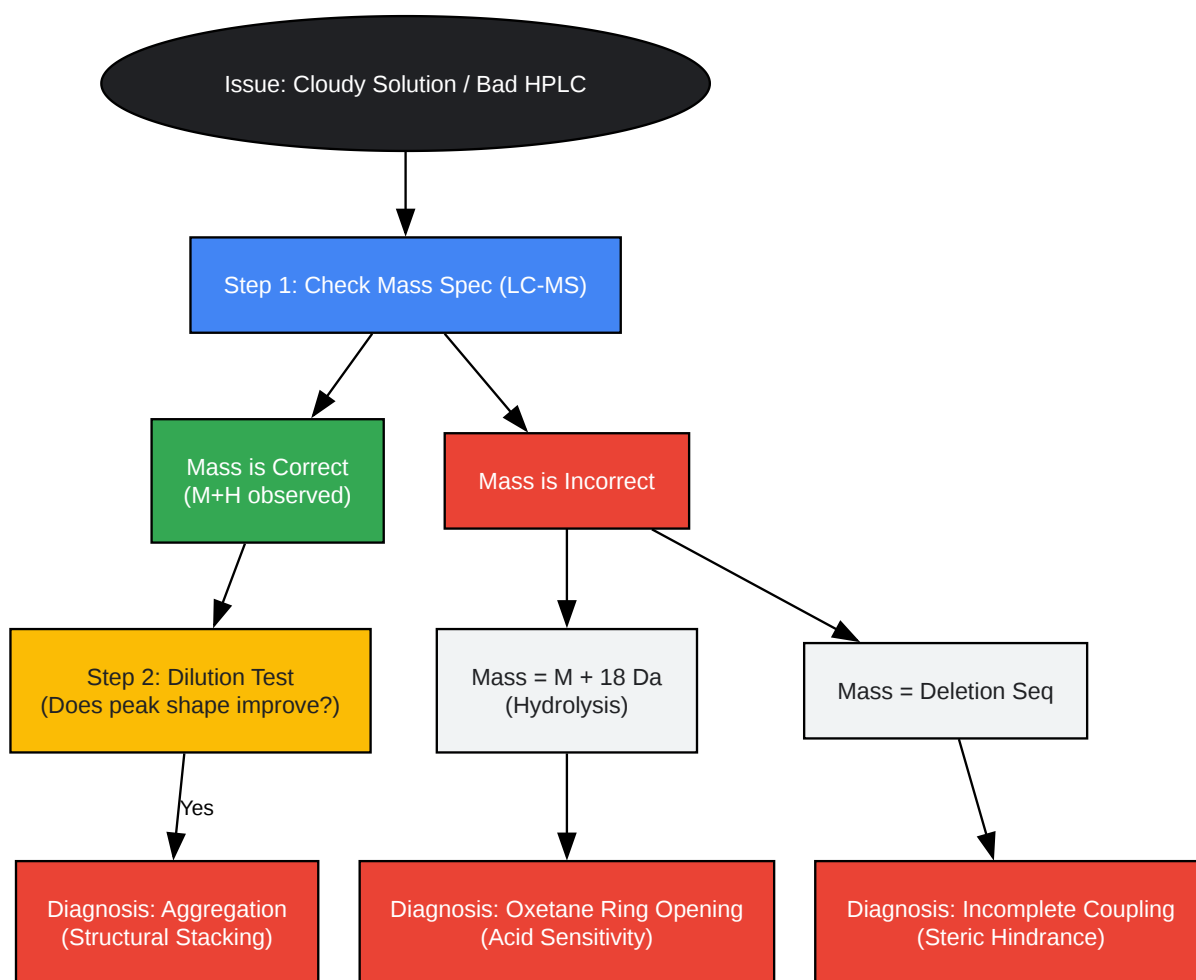 Issue: Cloudy Solution / Bad HPLC
Step 1: Check Mass Spec (LC-MS)
Mass is Correct
(M+H observed)
Mass is Incorrect
Step 2: Dilution Test
(Does peak shape improve?)
Mass = M + 18 Da
(Hydrolysis)
Mass = Deletion Seq
Yes
Diagnosis: Aggregation
(Structural Stacking)
Diagnosis: Oxetane Ring Opening
(Acid Sensitivity)
Diagnosis: Incomplete Coupling
(Steric Hindrance)